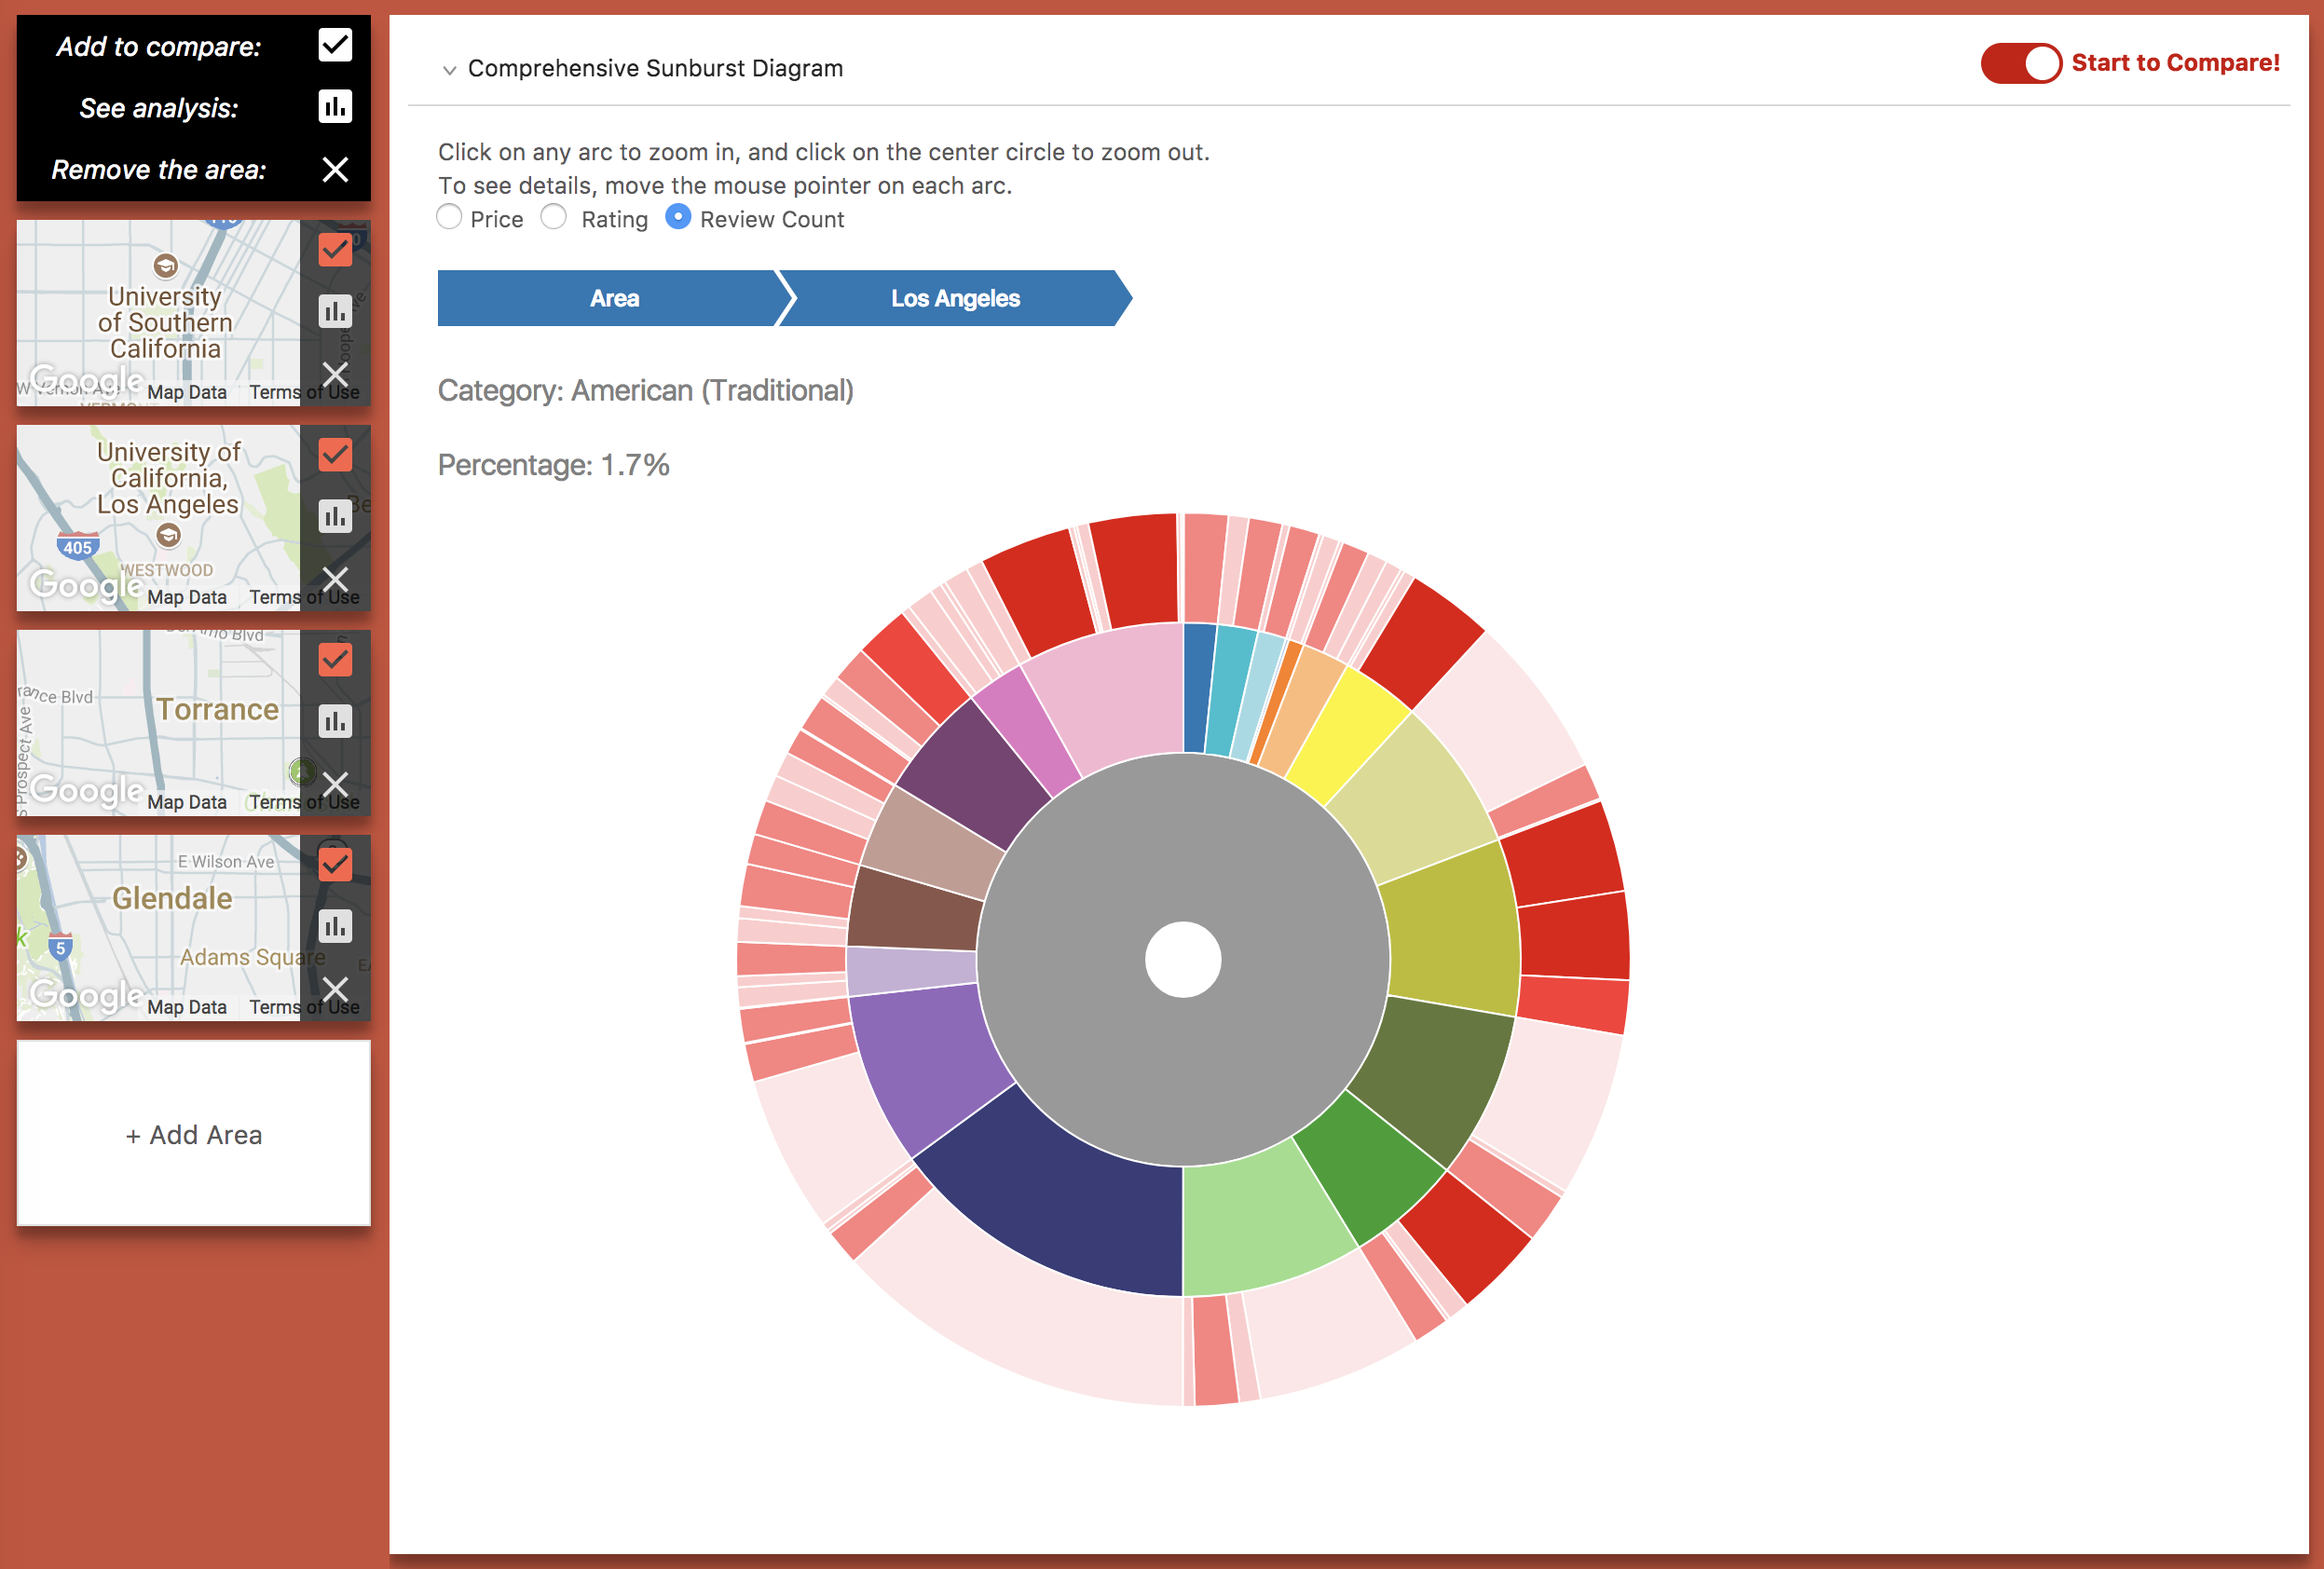 Add to compare:
See analysis:
Remove the area:
University
of Southern
California
Google
Map Data
Terms of Use
University of
California,
Los Angeles
405
WESTWOOD
Google
Map Data
Terms of Use
Torrance
Google
Map Data
Terms of Use
E Wilson Ave
Glendale
5
Adams Square
Google
Map Data
Terms of Use
+ Add Area
Comprehensive Sunburst Diagram
Start to Compare!
Click on any arc to zoom in, and click on the center circle to zoom out.
To see details, move the mouse pointer on each arc.
Price
Rating
Review Count
Area
Los Angeles
Category: American (Traditional)
Percentage: 1.7%